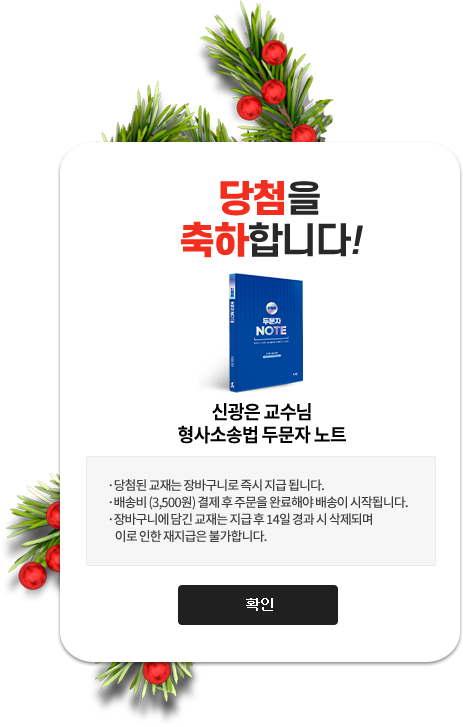 당첨을
축하합니다!
두문자
NOTE
신광은 교수님
형사소송법 두문자 노트
· 당첨된 교재는 장바구니로 즉시 지급 됩니다.
· 배송비 (3,500원) 결제 후 주문을 완료해야 배송이 시작됩니다.
· 장바구니에 담긴 교재는 지급 후 14일 경과 시 삭제되며
이로 인한 재지급은 불가합니다.
확인